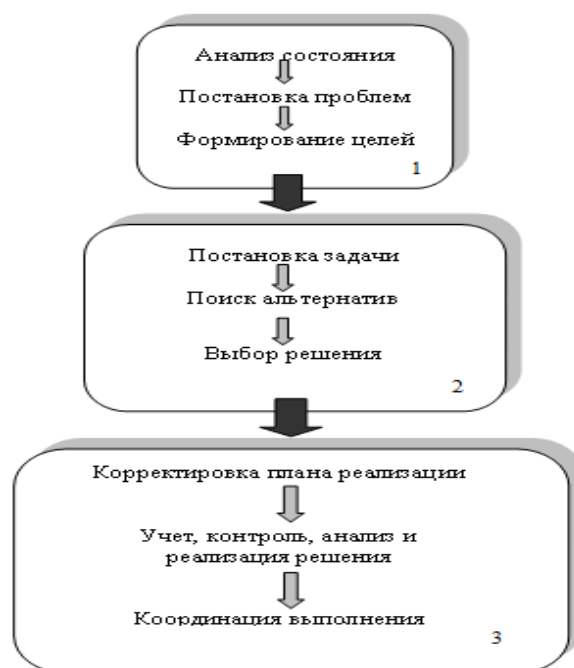 Анализ состояния
Постановка проблем
Формирование целей
1
Постановка задачи
Поиск альтернатив
Выбор решения
2
Корректировка плана реализации
Учет, контроль, анализ и
реализация решения
Координация выполнения
3